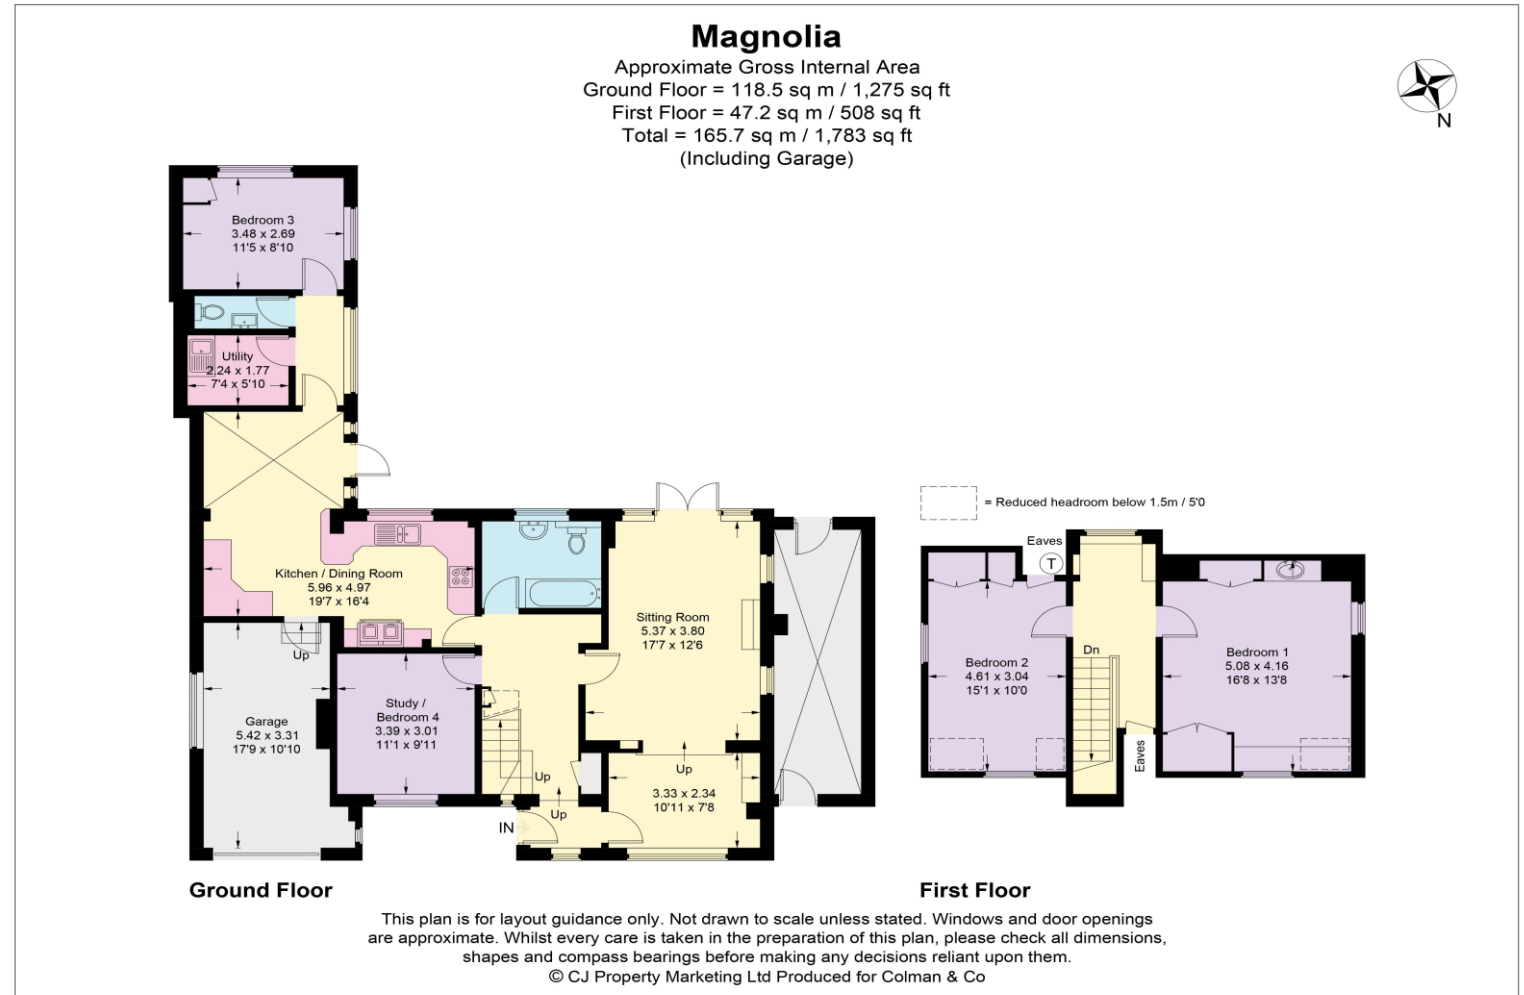 Magnolia
Approximate Gross Internal Area
Ground Floor = 118.5 sq m / 1,275 sq ft
First Floor = 47.2 sq m / 508 sq ft
Total = 165.7 sq m / 1,783 sq ft
(Including Garage)
N
Bedroom 3
3.48 x 2.69
11'5 x 8'10
Utility
2.24 x 1.77
7'4 x 5'10
Kitchen / Dining Room
5.96 x 4.97
19'7 x 16'4
Up
Garage
5.42 x 3.31
17'9 x 10'10
Study /
Bedroom 4
3.39 x 3.01
11'1 x 9'11
Up
Up
IN
Sitting Room
5.37 x 3.80
17'7 x 12'6
Up
3.33 x 2.34
10'11 x 7'8
= Reduced headroom below 1.5m / 5'0
Eaves
T
Bedroom 2
4.61 x 3.04
15'1 x 10'0
Dn
Eaves
Bedroom 1
5.08 x 4.16
16'8 x 13'8
Ground Floor
First Floor
This plan is for layout guidance only. Not drawn to scale unless stated. Windows and door openings
are approximate. Whilst every care is taken in the preparation of this plan, please check all dimensions,
shapes and compass bearings before making any decisions reliant upon them.
© CJ Property Marketing Ltd Produced for Colman & Co